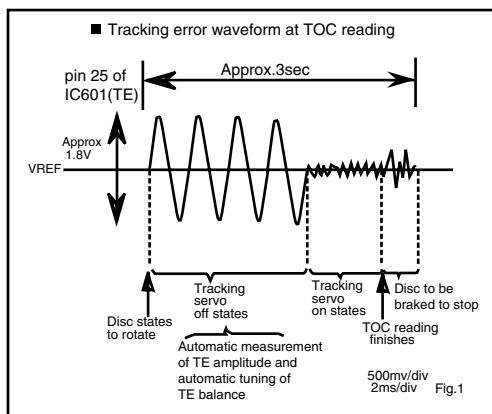 ■ Tracking error waveform at TOC reading
pin 25 of
IC601(TE)
Approx.3sec
Approx
1.8V
VREF
Disc states
to rotate
Tracking
servo
off states
Automatic measurement
of TE amplitude and
automatic tuning of
TE balance
Tracking
servo
on states
Disc to be
braked to stop
TOC reading
finishes
500mv/div
2ms/div
Fig.1